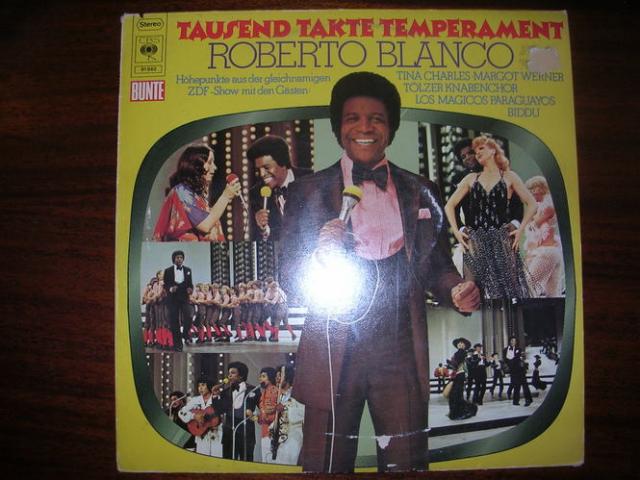 Stereo
CBS
BUNTE
TAUSEND TAKTE TEMPERAMENT
ROBERTO BLANCO
Höhepunkte aus der gleichnamigen
ZDF-Show mit den Gästen:
TINA CHARLES MARGOT WERNER
TÖLZER KNABENCHOR
LOS MAGICOS PARAGUAYOS
BIDDU